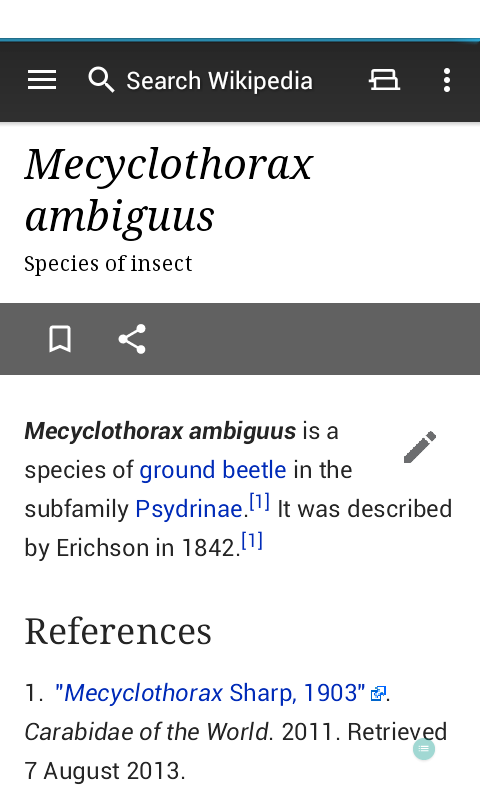 Search Wikipedia
Mecyclothorax
ambiguus
Species of insect
Mecyclothorax ambiguus is a
species of ground beetle in the
subfamily Psydrinae.[1] It was described
by Erichson in 1842.[1]
References
1. "Mecyclothorax Sharp, 1903".
Carabidae of the World. 2011. Retrieved
7 August 2013.